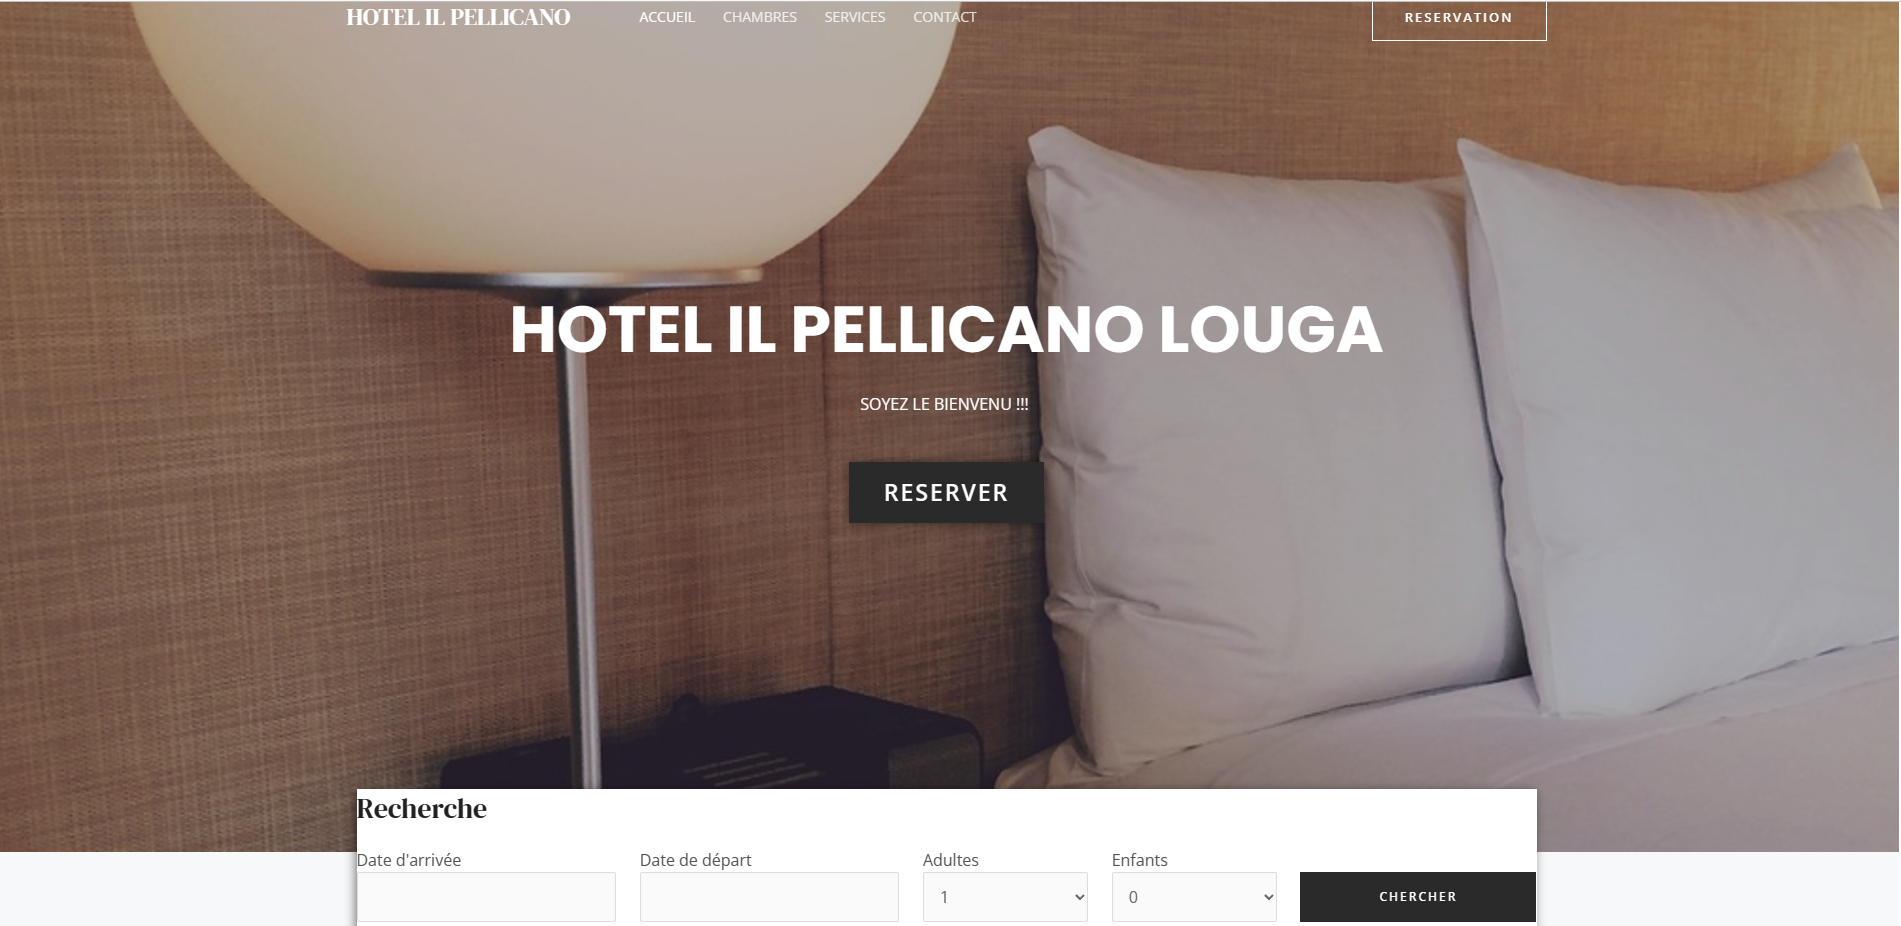 HOTEL IL PELLICANO
ACCUEIL CHAMBRES SERVICES CONTACT
RESERVATION
HOTEL IL PELLICANO LOUGA
SOYEZ LE BIENVENU !!!
RESERVER
Recherche
Date d'arrivée Date de départ Adultes Enfants
1 0 CHERCHER